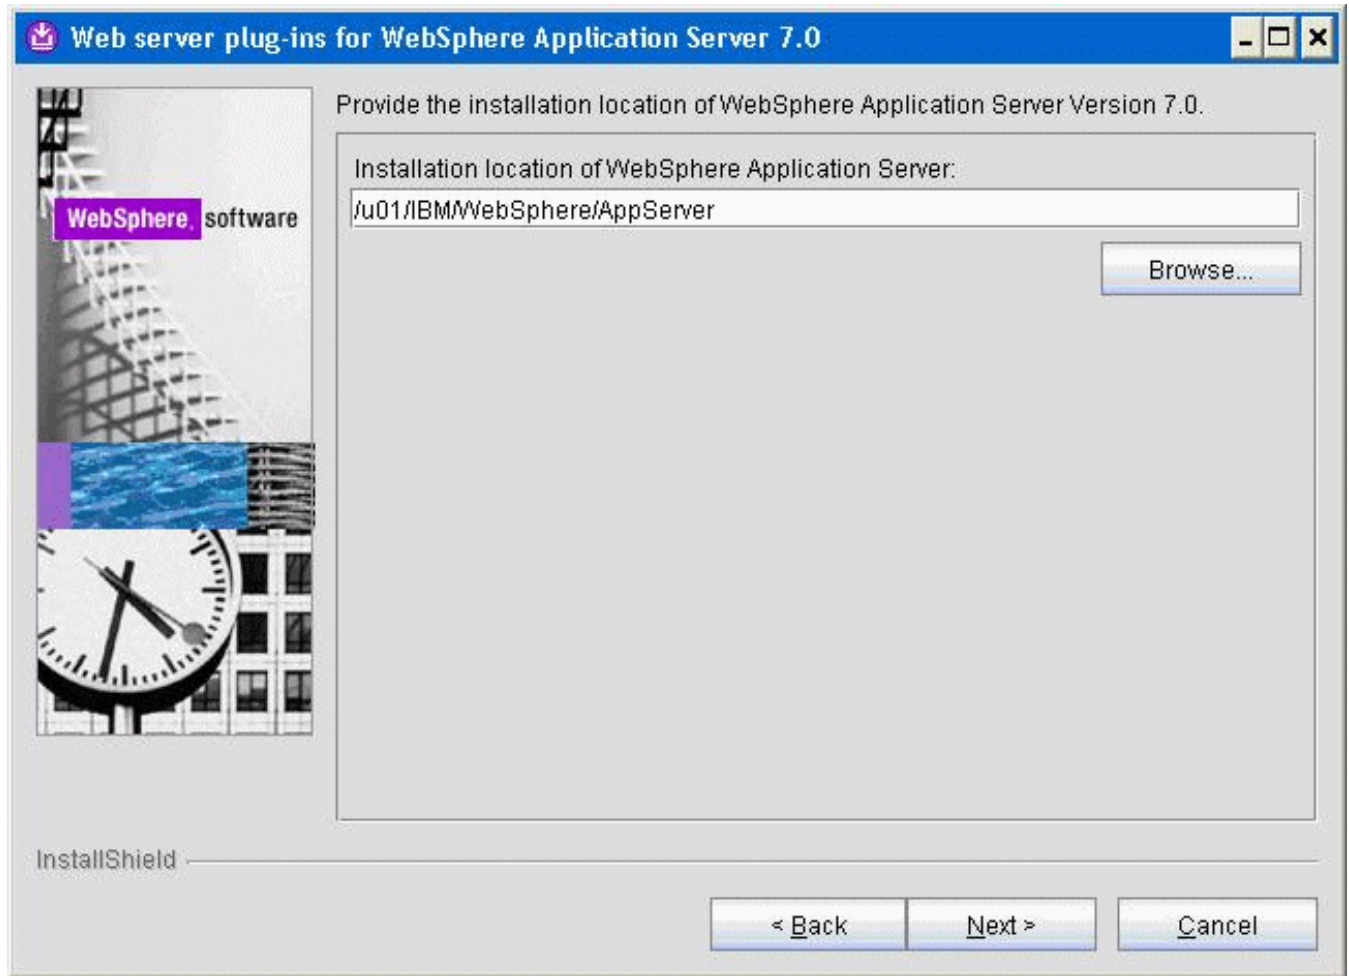 Web server plug-ins for WebSphere Application Server 7.0
Provide the installation location of WebSphere Application Server Version 7.0.
Installation location of WebSphere Application Server:
/u01/IBM/WebSphere/AppServer
Browse...
WebSphere. software
InstallShield
< Back
Next >
Cancel